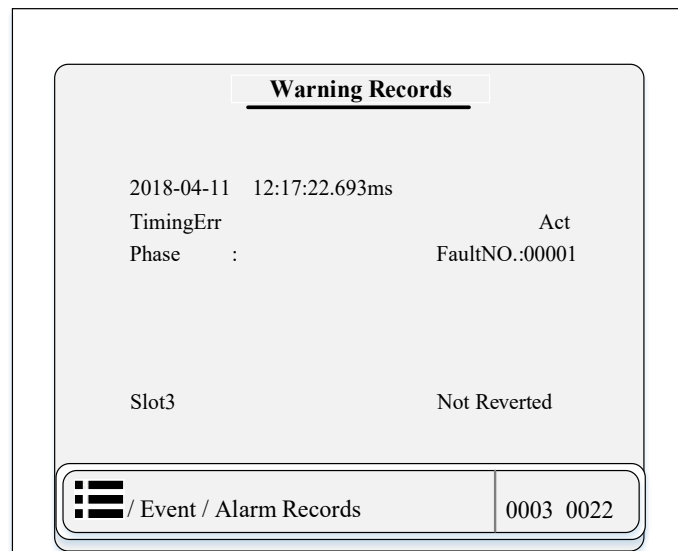 Warning Records
2018-04-11 12:17:22.693ms
TimingErr Act
Phase : FaultNO.:00001
Slot3 Not Reverted
/ Event / Alarm Records 0003 0022